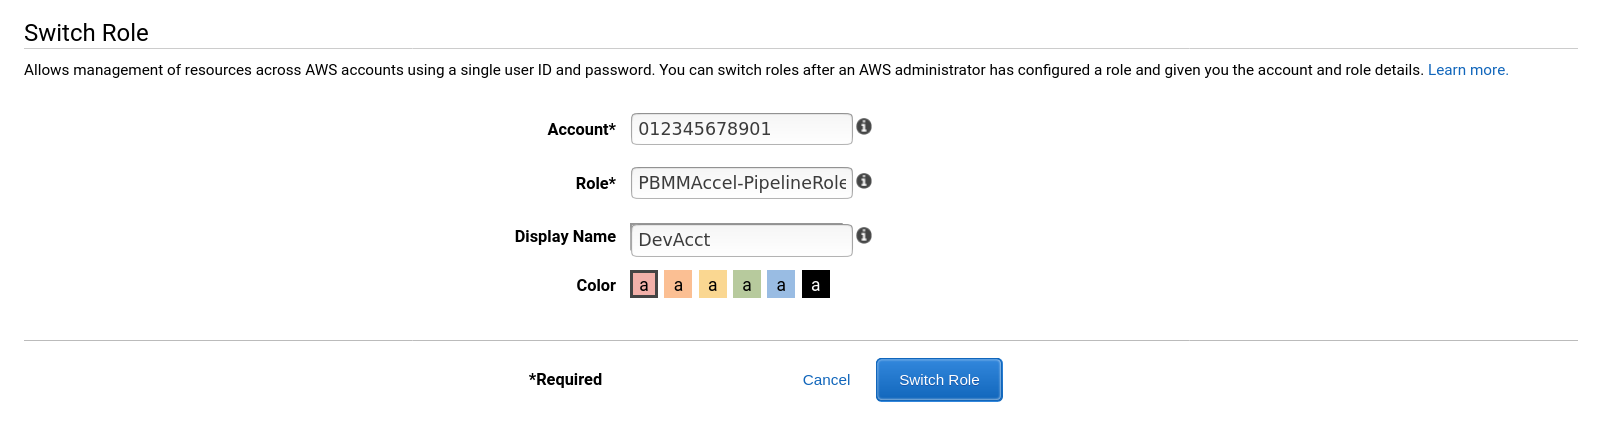 Switch Role
Allows management of resources across AWS accounts using a single user ID and password. You can switch roles after an AWS administrator has configured a role and given you the account and role details. Learn more.
Account* 012345678901
Role* PBMMAccel-PipelineRole
Display Name DevAcct
Color a a a a a a
*Required Cancel Switch Role